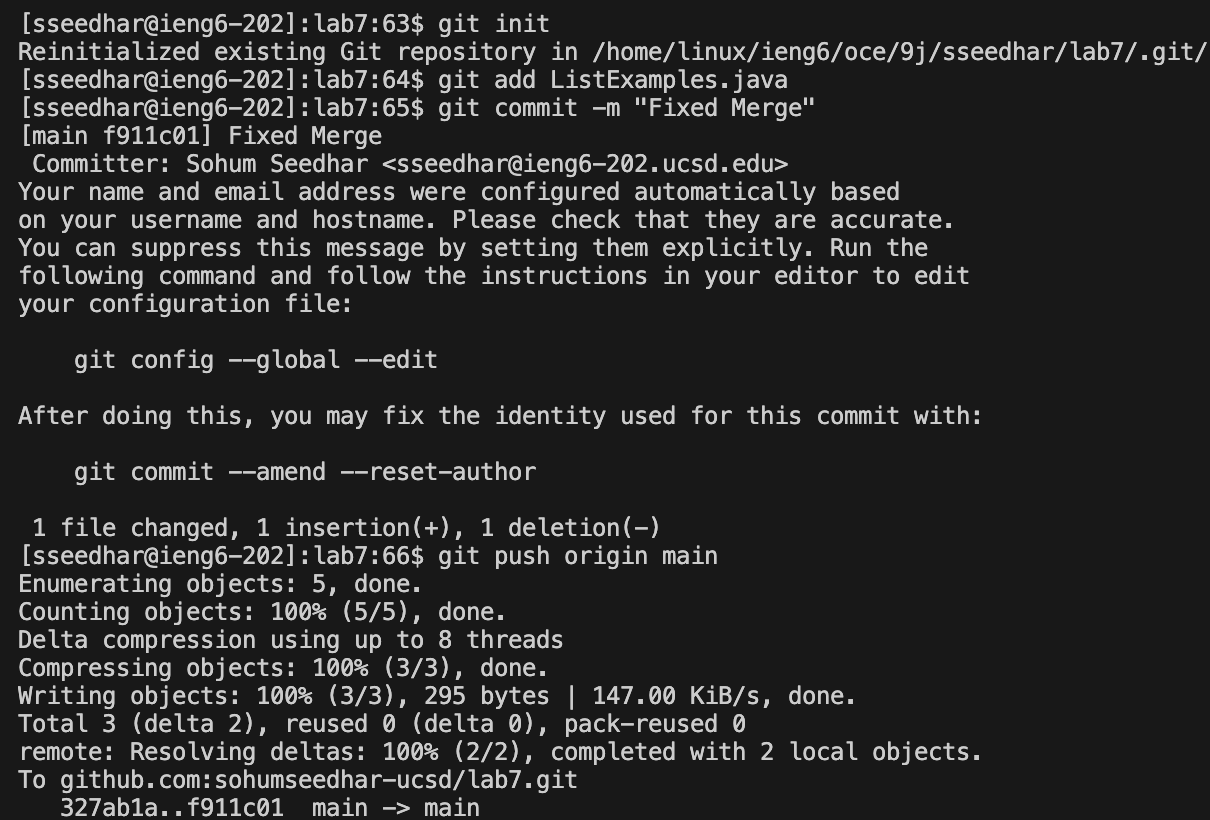 [sseedhar@ieng6-202]:lab7:63$ git init
Reinitialized existing Git repository in /home/linux/ieng6/oce/9j/sseedhar/lab7/.git/
[sseedhar@ieng6-202]:lab7:64$ git add ListExamples.java
[sseedhar@ieng6-202]:lab7:65$ git commit -m "Fixed Merge"
[main f911c01] Fixed Merge
 Committer: Sohum Seedhar <sseedhar@ieng6-202.ucsd.edu>
Your name and email address were configured automatically based
on your username and hostname. Please check that they are accurate.
You can suppress this message by setting them explicitly. Run the
following command and follow the instructions in your editor to edit
your configuration file:

    git config --global --edit

After doing this, you may fix the identity used for this commit with:

    git commit --amend --reset-author

 1 file changed, 1 insertion(+), 1 deletion(-)
[sseedhar@ieng6-202]:lab7:66$ git push origin main
Enumerating objects: 5, done.
Counting objects: 100% (5/5), done.
Delta compression using up to 8 threads
Compressing objects: 100% (3/3), done.
Writing objects: 100% (3/3), 295 bytes | 147.00 KiB/s, done.
Total 3 (delta 2), reused 0 (delta 0), pack-reused 0
remote: Resolving deltas: 100% (2/2), completed with 2 local objects.
To github.com:sohumseedhar-ucsd/lab7.git
   327ab1a..f911c01  main -> main